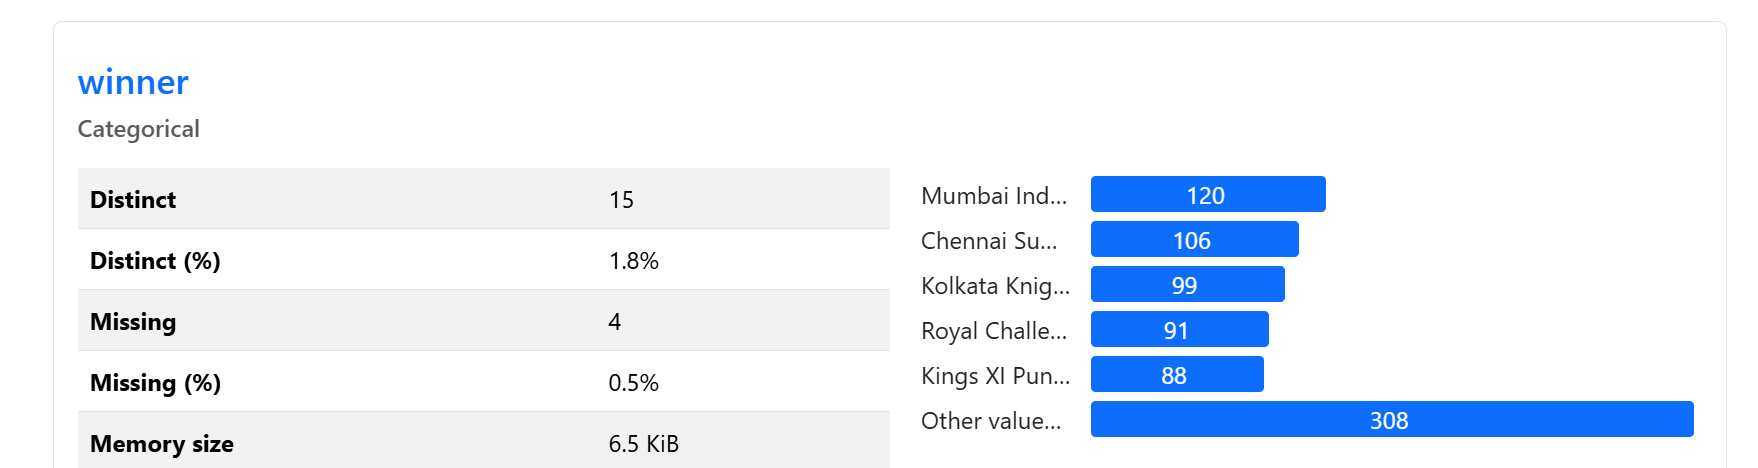 winner
Categorical
Distinct 15
Distinct (%) 1.8%
Missing 4
Missing (%) 0.5%
Memory size 6.5 KiB
Mumbai Ind... 120
Chennai Su... 106
Kolkata Knig... 99
Royal Challe... 91
Kings XI Pun... 88
Other value... 308